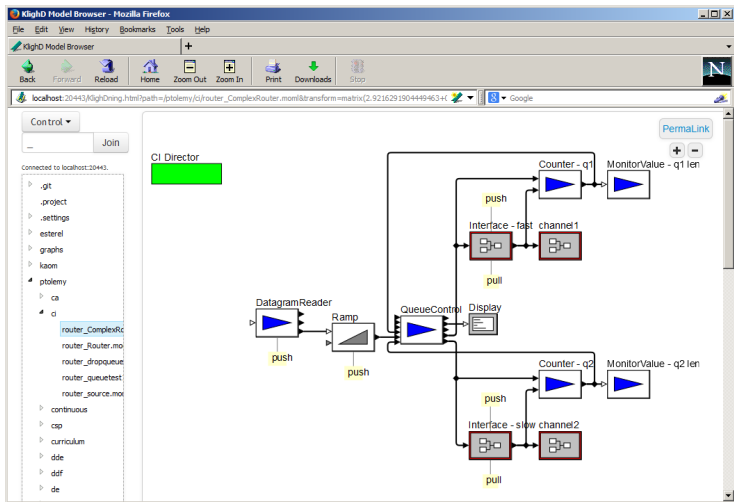 KlighD Model Browser - Mozilla Firefox
File Edit View History Bookmarks Tools Help
KlighD Model Browser
Back Forward Reload Home Zoom Out Zoom In Print Downloads Stop
N
localhost:20443/KlighDning.html?path=/ptolemy/ci/router_ComplexRouter.moml&transform=matrix(2.9216291904449463+(
Google
Control
Join
Connected to localhost:20443.
.git
.project
.settings
esterel
graphs
kaom
ptolemy
ca
ci
router_ComplexRo
router_Router.mo
router_dropqueue
router_queuetest
router_source.mo
continuous
csp
curriculum
dde
ddf
de
PermaLink
CI Director
Counter - q1
MonitorValue - q1 len
push
Interface - fast channel1
pull
DatagramReader
Ramp
QueueControl
Display
push
push
Counter - q2
MonitorValue - q2 len
push
Interface - slow channel2
pull